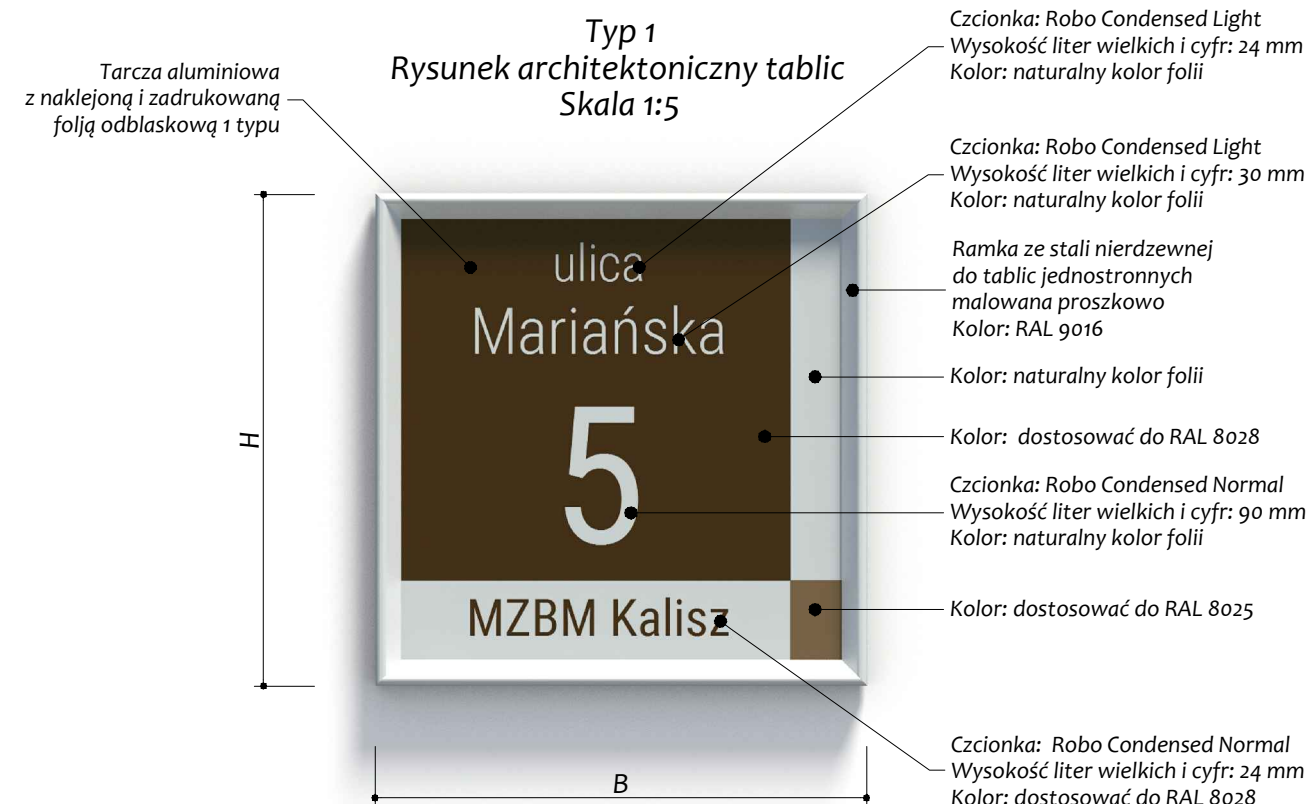 Typ 1
Rysunek architektoniczny tablic
Skala 1:5
Tarcza aluminiowa
z naklejoną i zadrukowaną
folją odblaskową 1 typu
Czcionka: Robo Condensed Light
Wysokość liter wielkich i cyfr: 24 mm
Kolor: naturalny kolor folii
Czcionka: Robo Condensed Light
Wysokość liter wielkich i cyfr: 30 mm
Kolor: naturalny kolor folii
Ramka ze stali nierdzewnej
do tablic jednostronnych
malowana proszkowo
Kolor: RAL 9016
Kolor: naturalny kolor folii
Kolor: dostosować do RAL 8028
Czcionka: Robo Condensed Normal
Wysokość liter wielkich i cyfr: 90 mm
Kolor: naturalny kolor folii
Kolor: dostosować do RAL 8025
Czcionka: Robo Condensed Normal
Wysokość liter wielkich i cyfr: 24 mm
Kolor: dostosować do RAL 8028
ulica
Mariańska
5
MZBM Kalisz
H
B